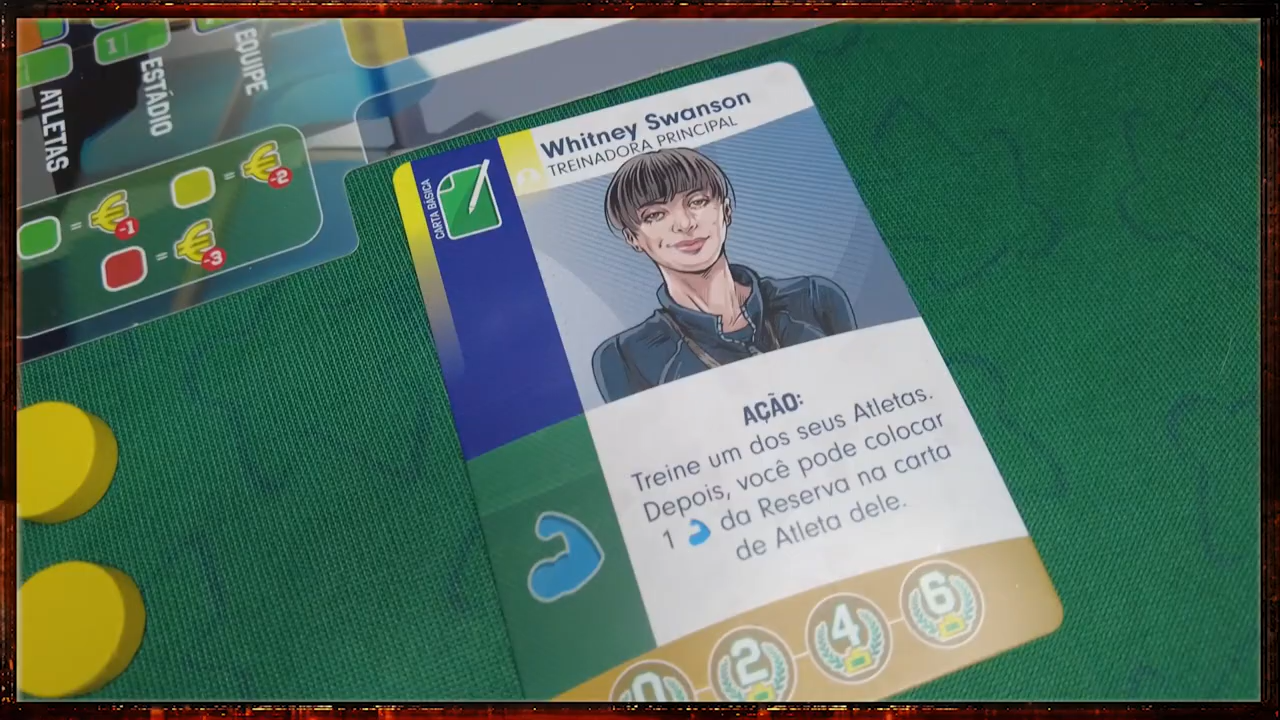 EQUIPE
ESTÁDIO
1
ATLETAS
= -2
= -1
= -3
Whitney Swanson
TREINADORA PRINCIPAL
CARTA BÁSICA
AÇÃO:
Treine um dos seus Atletas.
Depois, você pode colocar
1 da Reserva na carta
de Atleta dele.
0 2 4 6